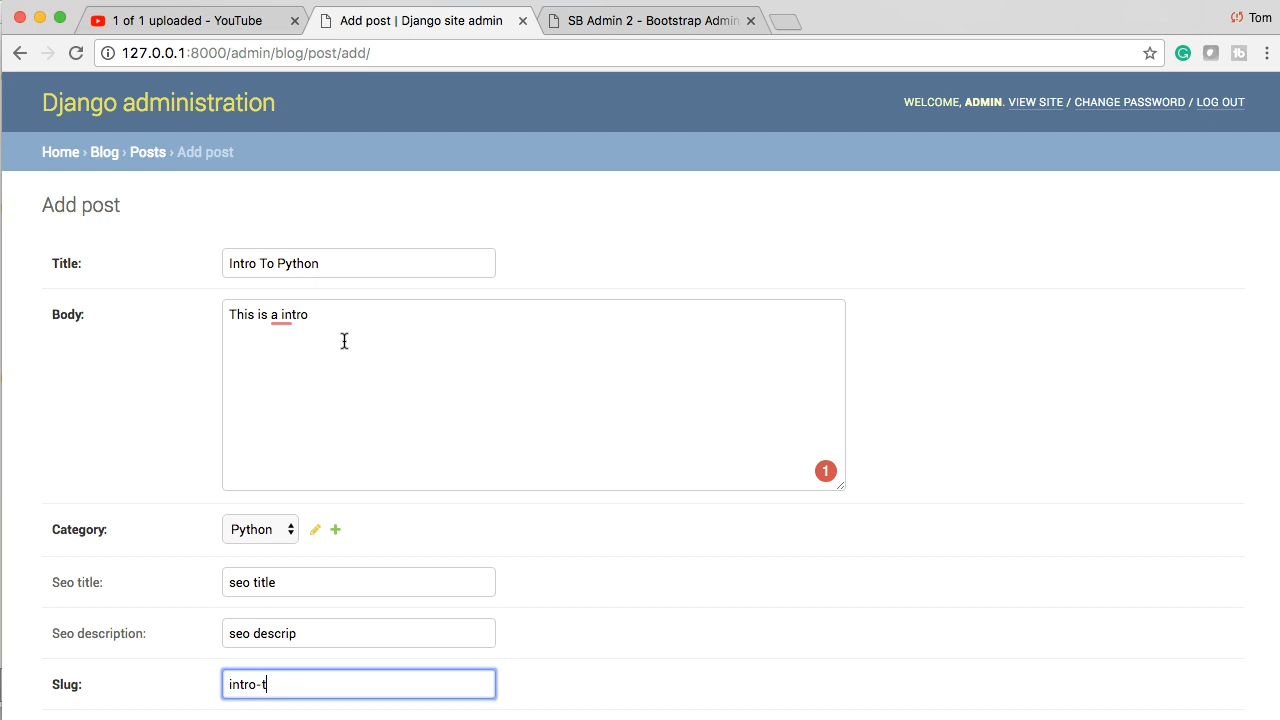 1 of 1 uploaded - YouTube
Add post | Django site admin
SB Admin 2 - Bootstrap Admin
Tom
127.0.0.1:8000/admin/blog/post/add/
Django administration
WELCOME, ADMIN. VIEW SITE / CHANGE PASSWORD / LOG OUT
Home › Blog › Posts › Add post
Add post
Title: Intro To Python
Body: This is a intro
1
Category: Python
Seo title: seo title
Seo description: seo descrip
Slug: intro-t